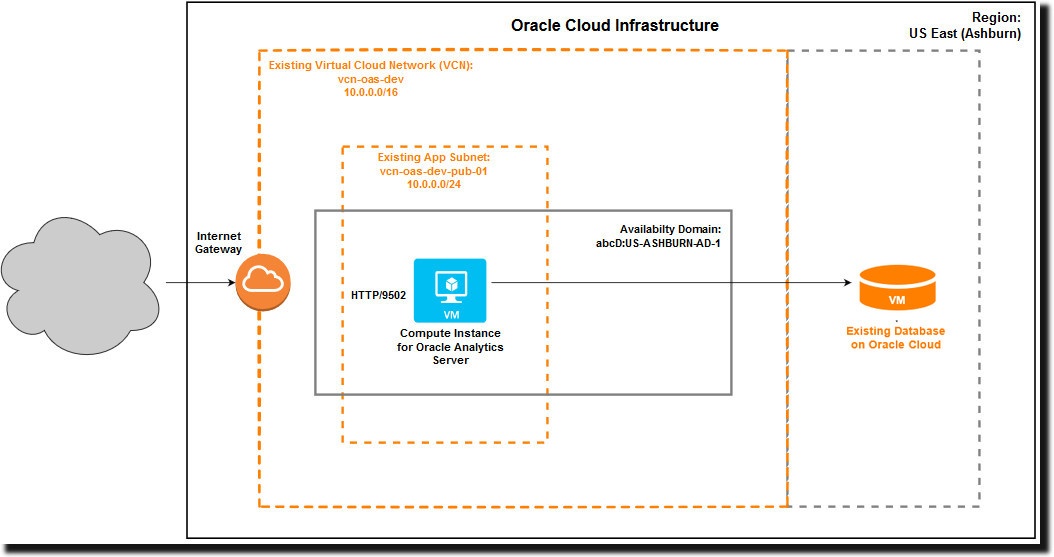 Oracle Cloud Infrastructure
Region:
US East (Ashburn)
Existing Virtual Cloud Network (VCN):
vcn-oas-dev
10.0.0.0/16
Existing App Subnet:
vcn-oas-dev-pub-01
10.0.0.0/24
Availabilty Domain:
abcD:US-ASHBURN-AD-1
Internet
Gateway
HTTP/9502
VM
Compute Instance
for Oracle Analytics
Server
VM
Existing Database
on Oracle Cloud